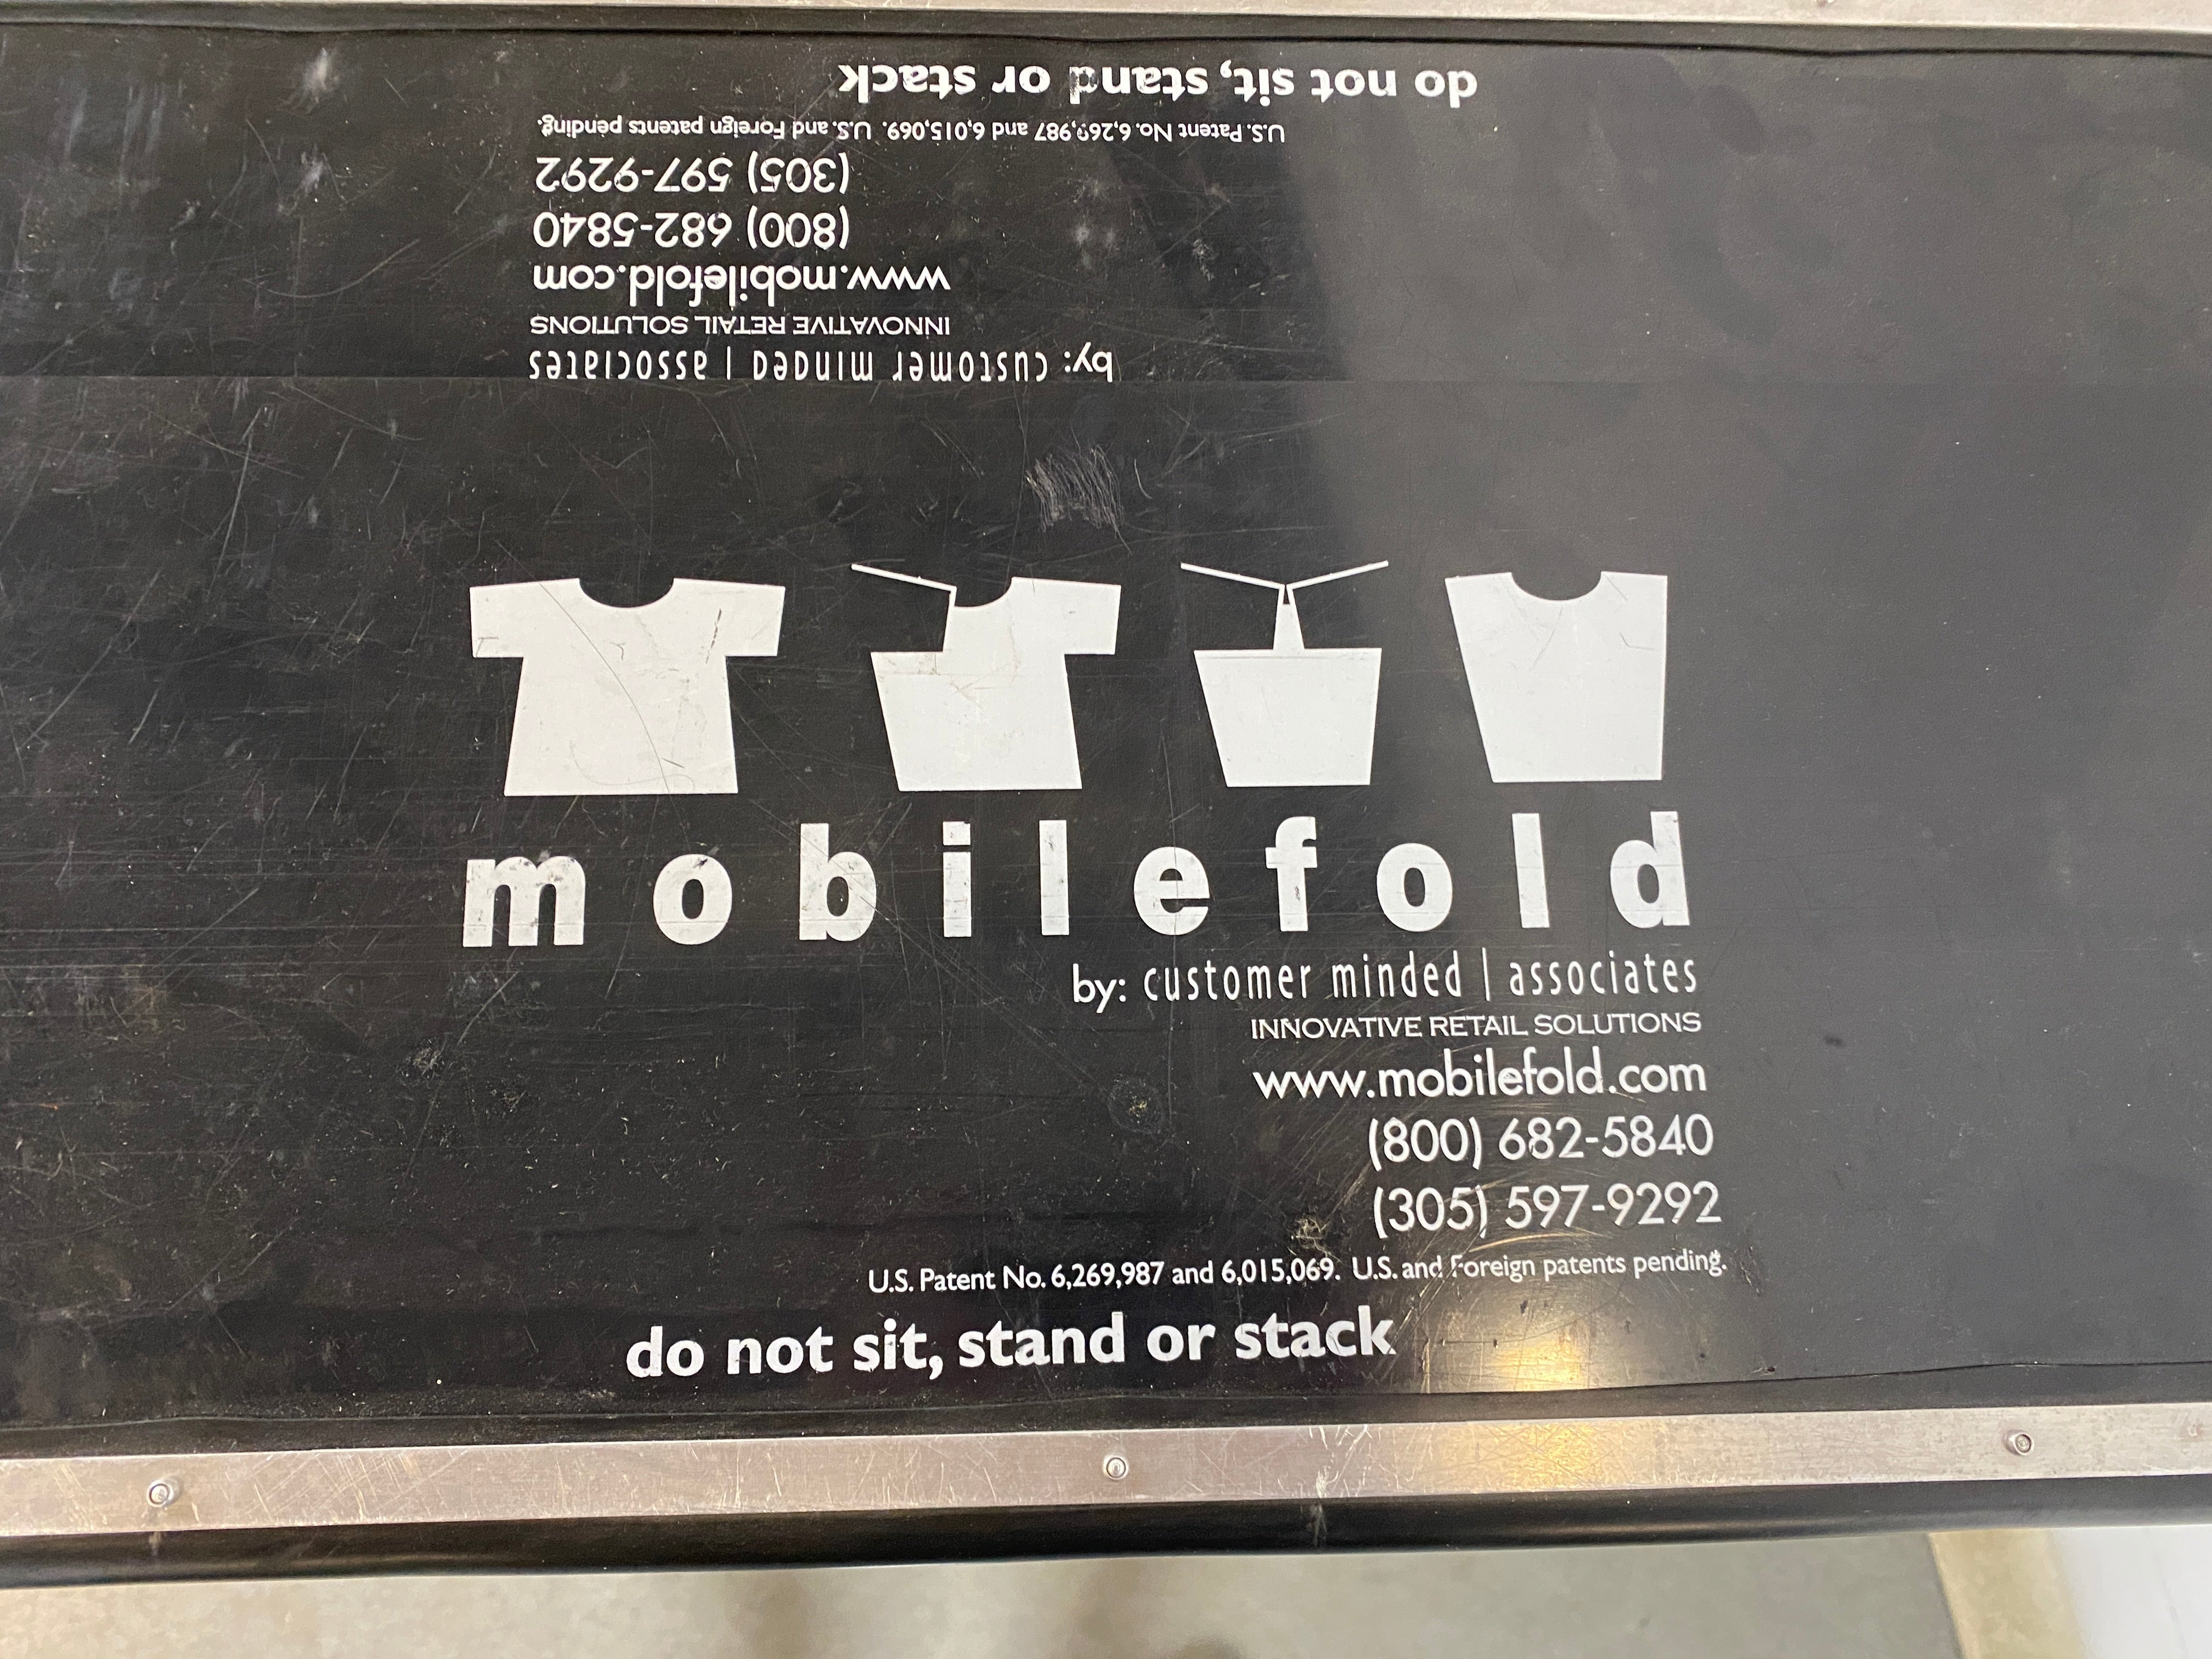 do not sit, stand or stack
U.S. Patent No. 6,269,987 and 6,015,069. U.S. and Foreign patents pending.
(305) 597-9292
(800) 682-5840
www.mobilefold.com
INNOVATIVE RETAIL SOLUTIONS
by: customer minded | associates
mobilefold
by: customer minded | associates
INNOVATIVE RETAIL SOLUTIONS
www.mobilefold.com
(800) 682-5840
(305) 597-9292
U.S. Patent No. 6,269,987 and 6,015,069. U.S. and Foreign patents pending.
do not sit, stand or stack